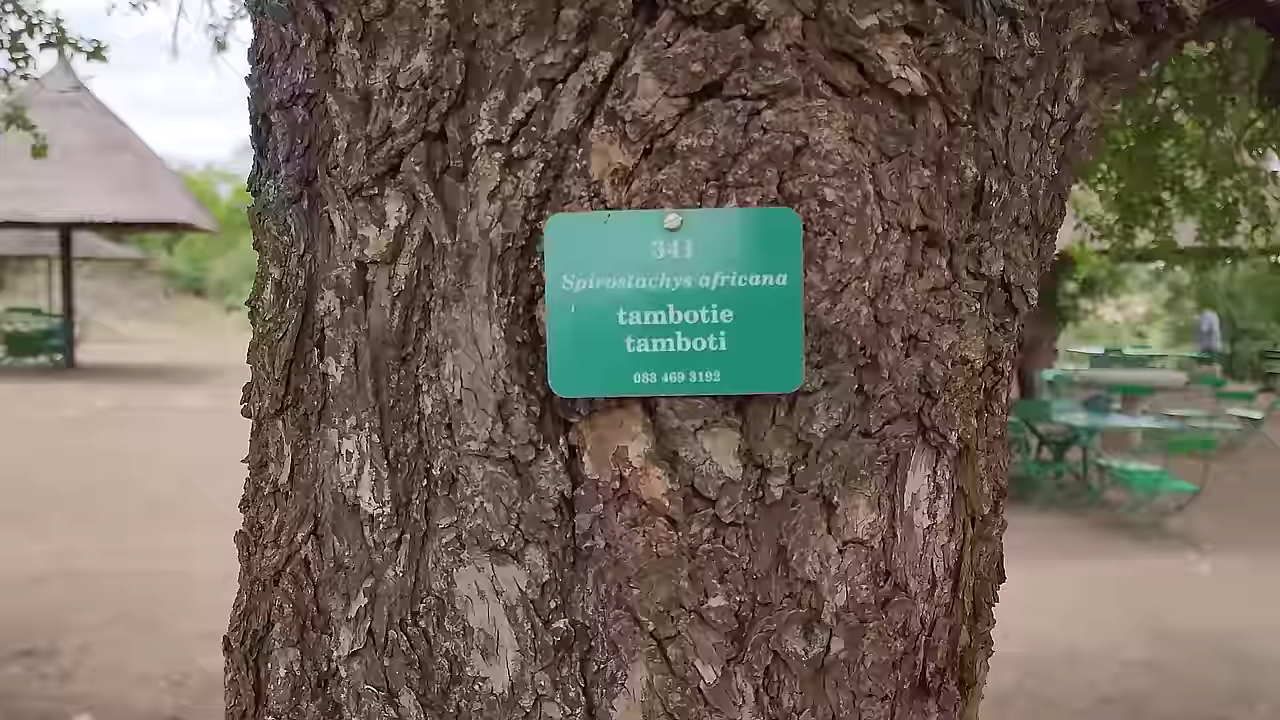 341
Spirostachys africana
tambotie
tamboti
083 469 3192